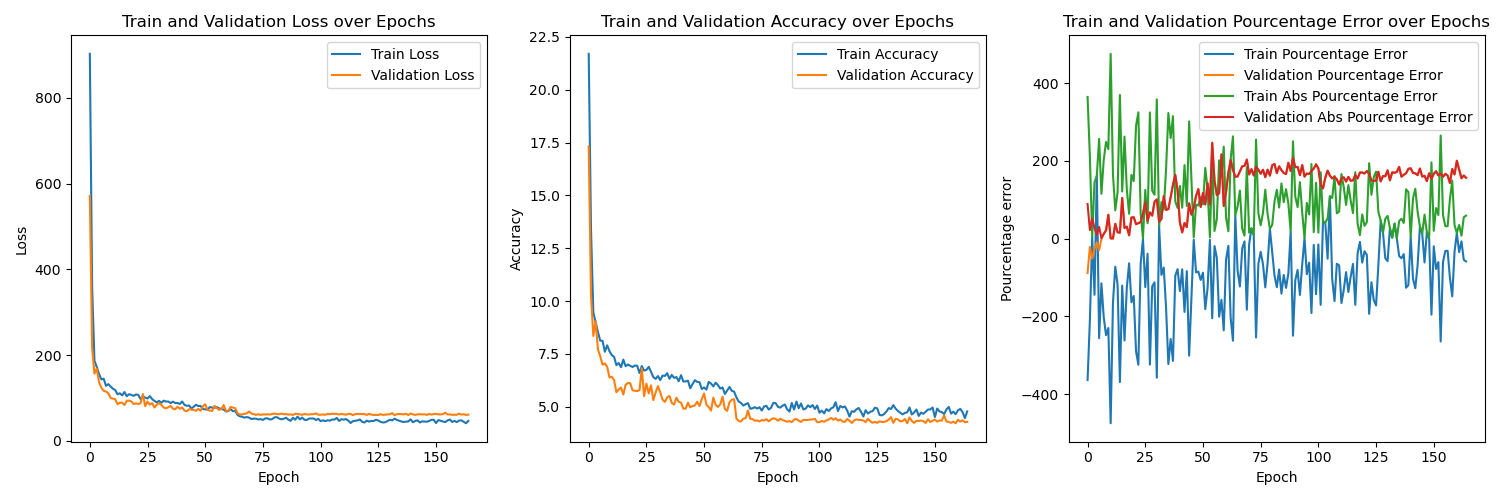 Train and Validation Loss over Epochs
Train Loss
Validation Loss
Loss
800
600
400
200
0
0 25 50 75 100 125 150
Epoch
Train and Validation Accuracy over Epochs
Train Accuracy
Validation Accuracy
Accuracy
22.5
20.0
17.5
15.0
12.5
10.0
7.5
5.0
0 25 50 75 100 125 150
Epoch
Train and Validation Pourcentage Error over Epochs
Train Pourcentage Error
Validation Pourcentage Error
Train Abs Pourcentage Error
Validation Abs Pourcentage Error
Pourcentage error
400
200
0
−200
−400
0 25 50 75 100 125 150
Epoch